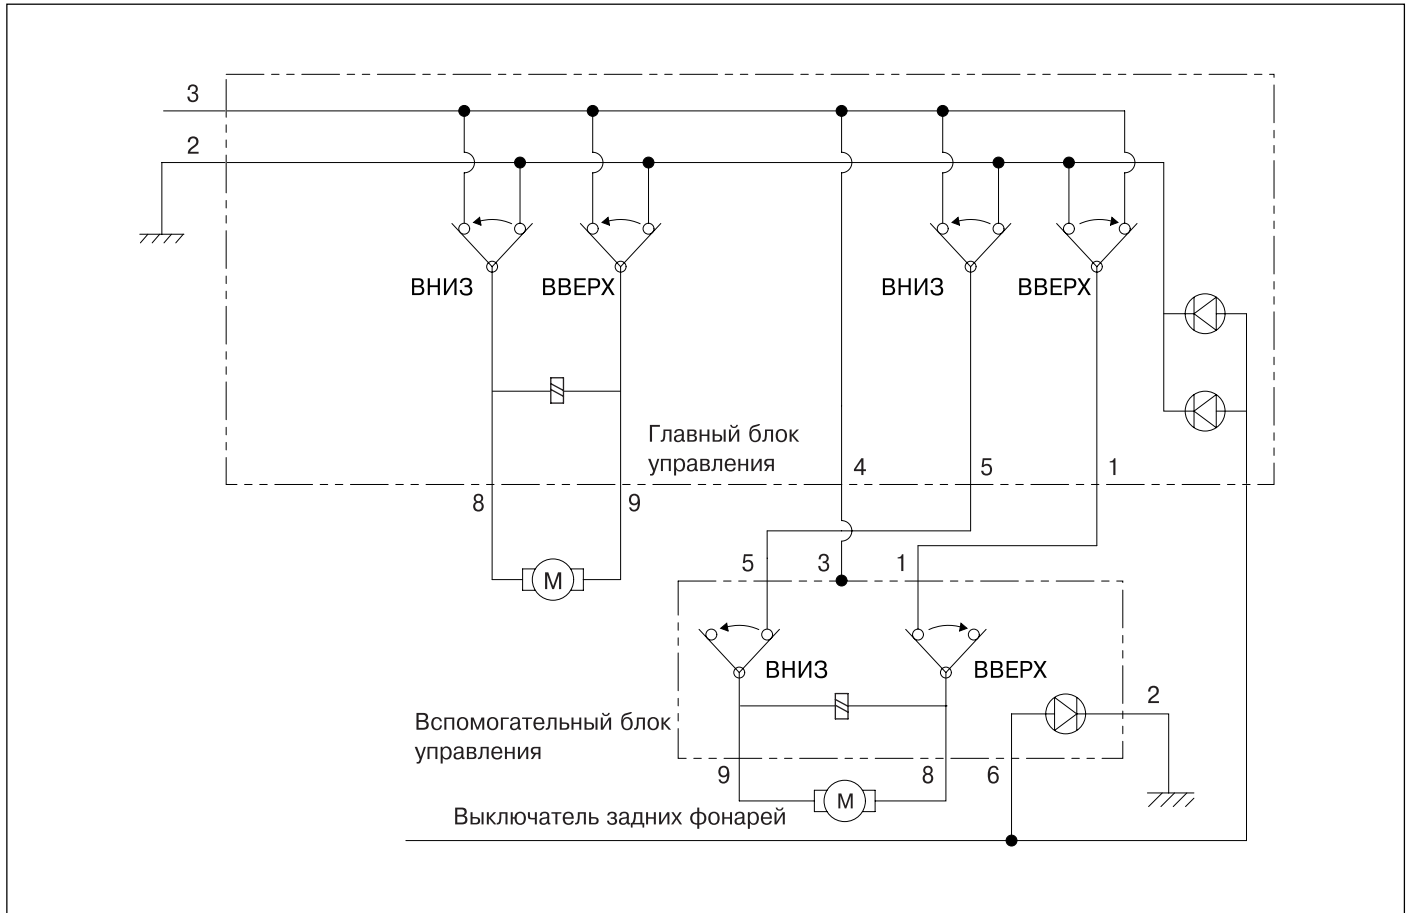 3
2
ВНИЗ
ВВЕРХ
ВНИЗ
ВВЕРХ
Главный блок
управления
4
5
1
8
9
5
3
1
M
ВНИЗ
ВВЕРХ
2
Вспомогательный блок
управления
9
8
6
M
Выключатель задних фонарей